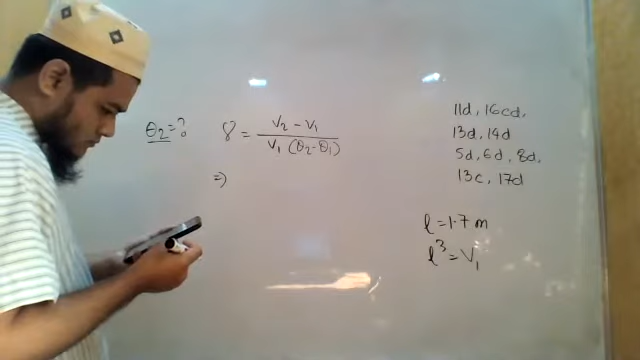 θ₂ = ? γ = (V₂ - V₁) / (V₁ (θ₂ - θ₁))
⇒
11d, 16cd,
13d, 14d
5d, 6d, 8d,
13c, 17d
l = 1.7 m
l³ = V₁